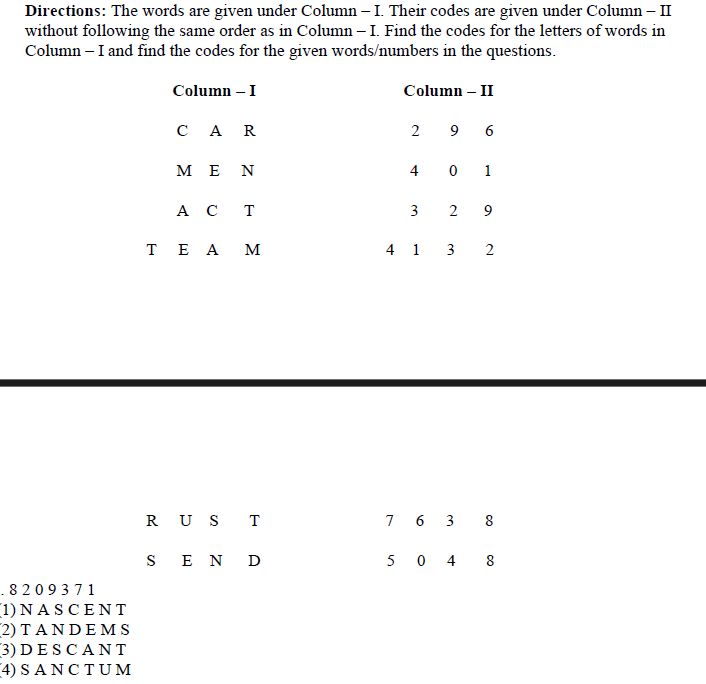 Directions: The words are given under Column – I. Their codes are given under Column – II
without following the same order as in Column – I. Find the codes for the letters of words in
Column – I and find the codes for the given words/numbers in the questions.
Column – I Column – II
C A R 2 9 6
M E N 4 0 1
A C T 3 2 9
T E A M 4 1 3 2
R U S T 7 6 3 8
S E N D 5 0 4 8
. 8 2 0 9 3 7 1
1) N A S C E N T
2) T A N D E M S
3) D E S C A N T
4) S A N C T U M